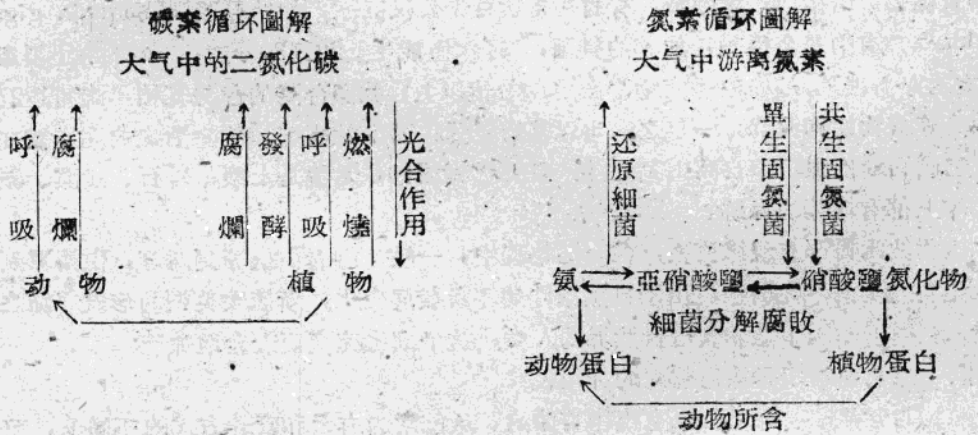 碳素循环圖解
大气中的二氮化碳
呼吸
腐爛
腐爛
發酵
呼吸
燃燒
光合作用
动物
植物
氮素循环圖解
大气中游离氮素
还原細菌
單生固氮菌
共生固氮菌
氨
亞硝酸鹽
硝酸鹽氮化物
細菌分解腐敗
动物蛋白
植物蛋白
动物所含